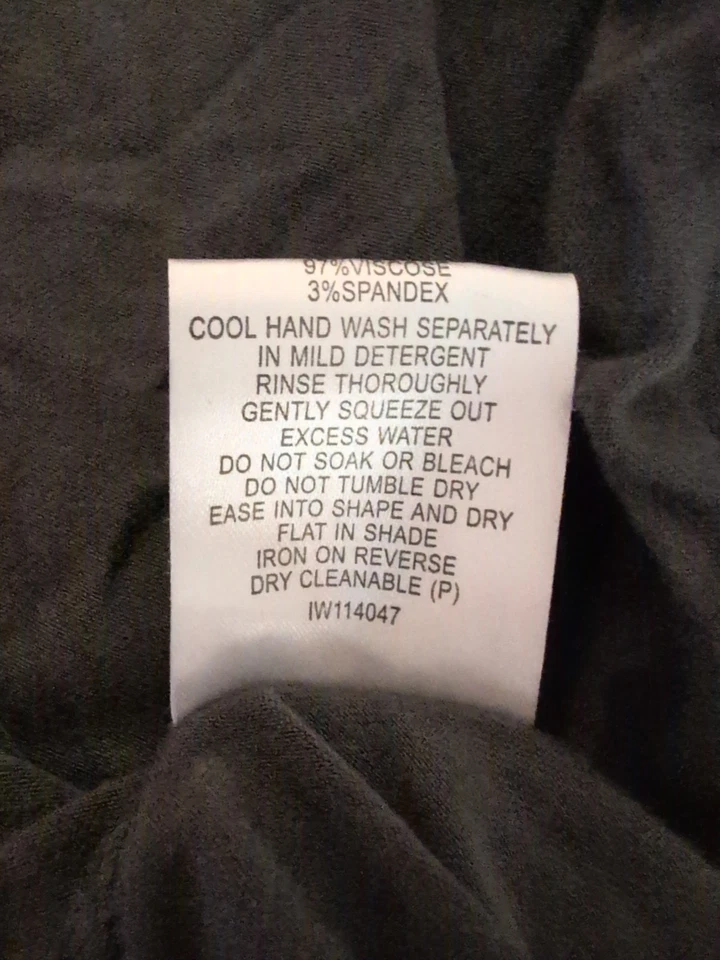 97%VISCOSE
3%SPANDEX
COOL HAND WASH SEPARATELY
IN MILD DETERGENT
RINSE THOROUGHLY
GENTLY SQUEEZE OUT
EXCESS WATER
DO NOT SOAK OR BLEACH
DO NOT TUMBLE DRY
EASE INTO SHAPE AND DRY
FLAT IN SHADE
IRON ON REVERSE
DRY CLEANABLE (P)
IW114047